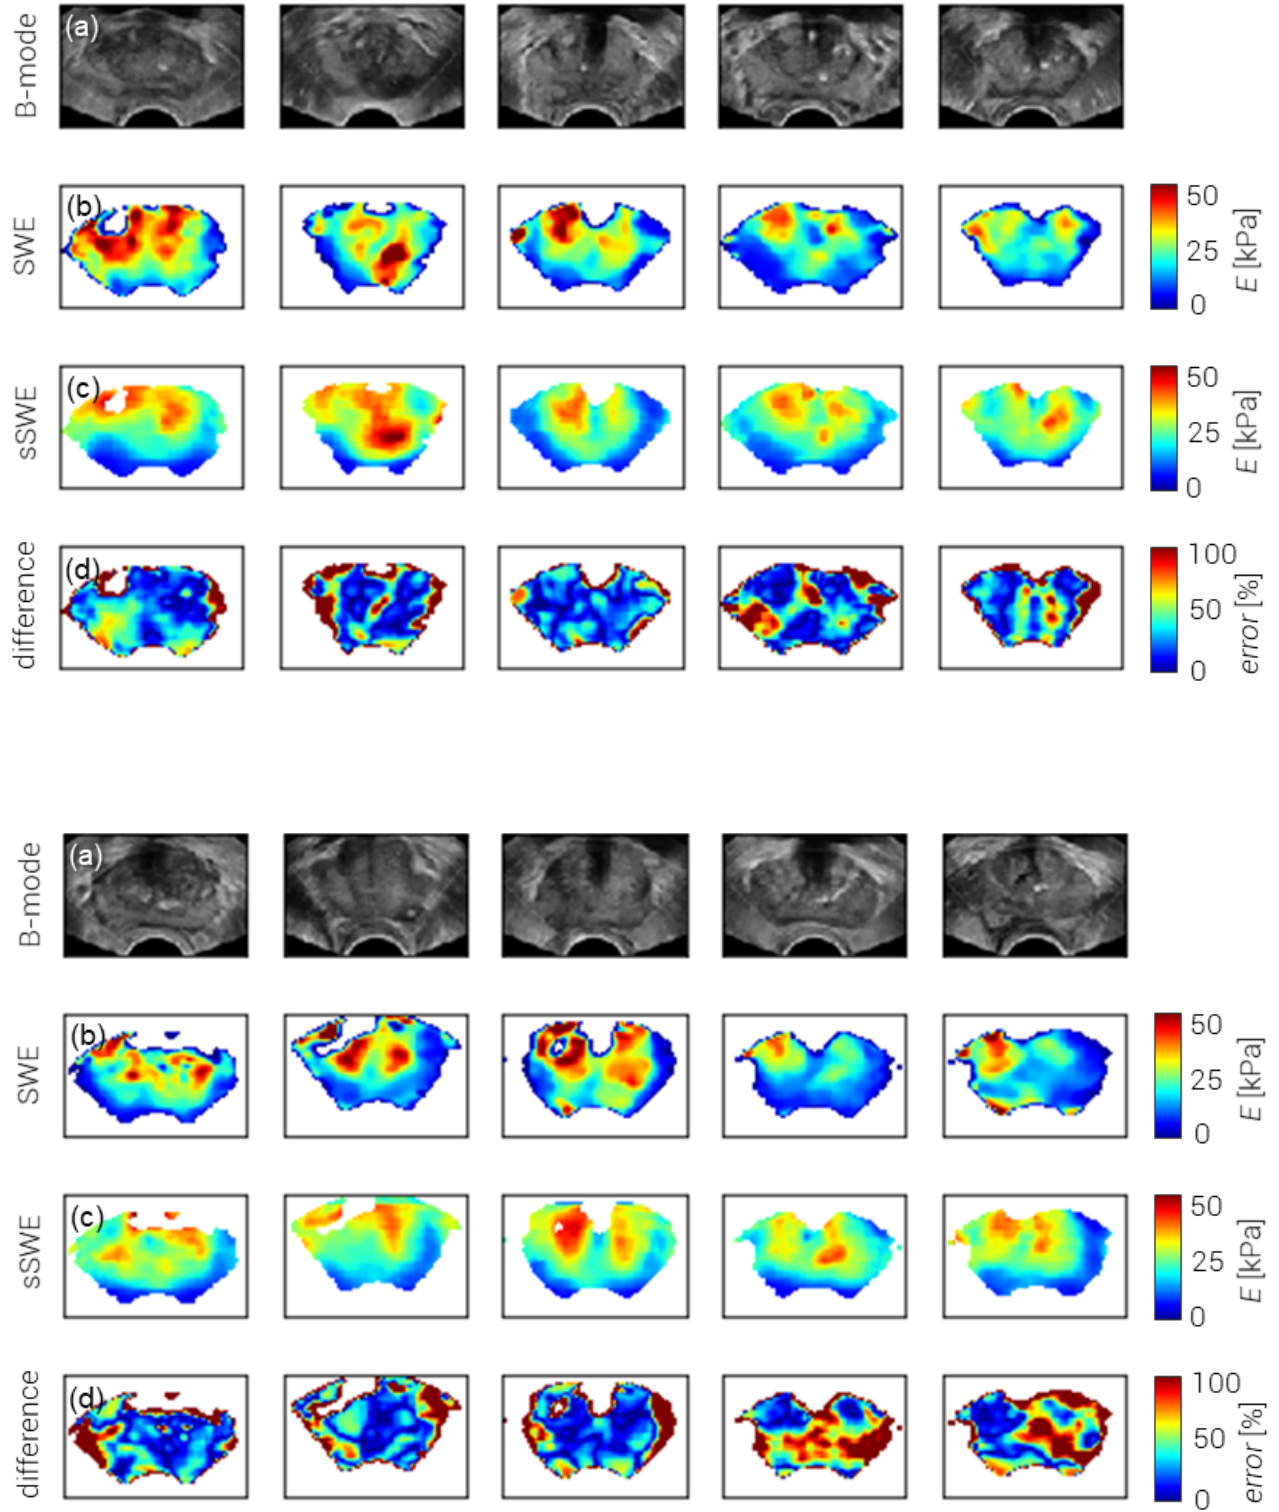 B-mode
(a)
SWE
(b)
50
25
0
E [kPa]
sSWE
(c)
50
25
0
E [kPa]
difference
(d)
100
50
0
error [%]
B-mode
(a)
SWE
(b)
50
25
0
E [kPa]
sSWE
(c)
50
25
0
E [kPa]
difference
(d)
100
50
0
error [%]